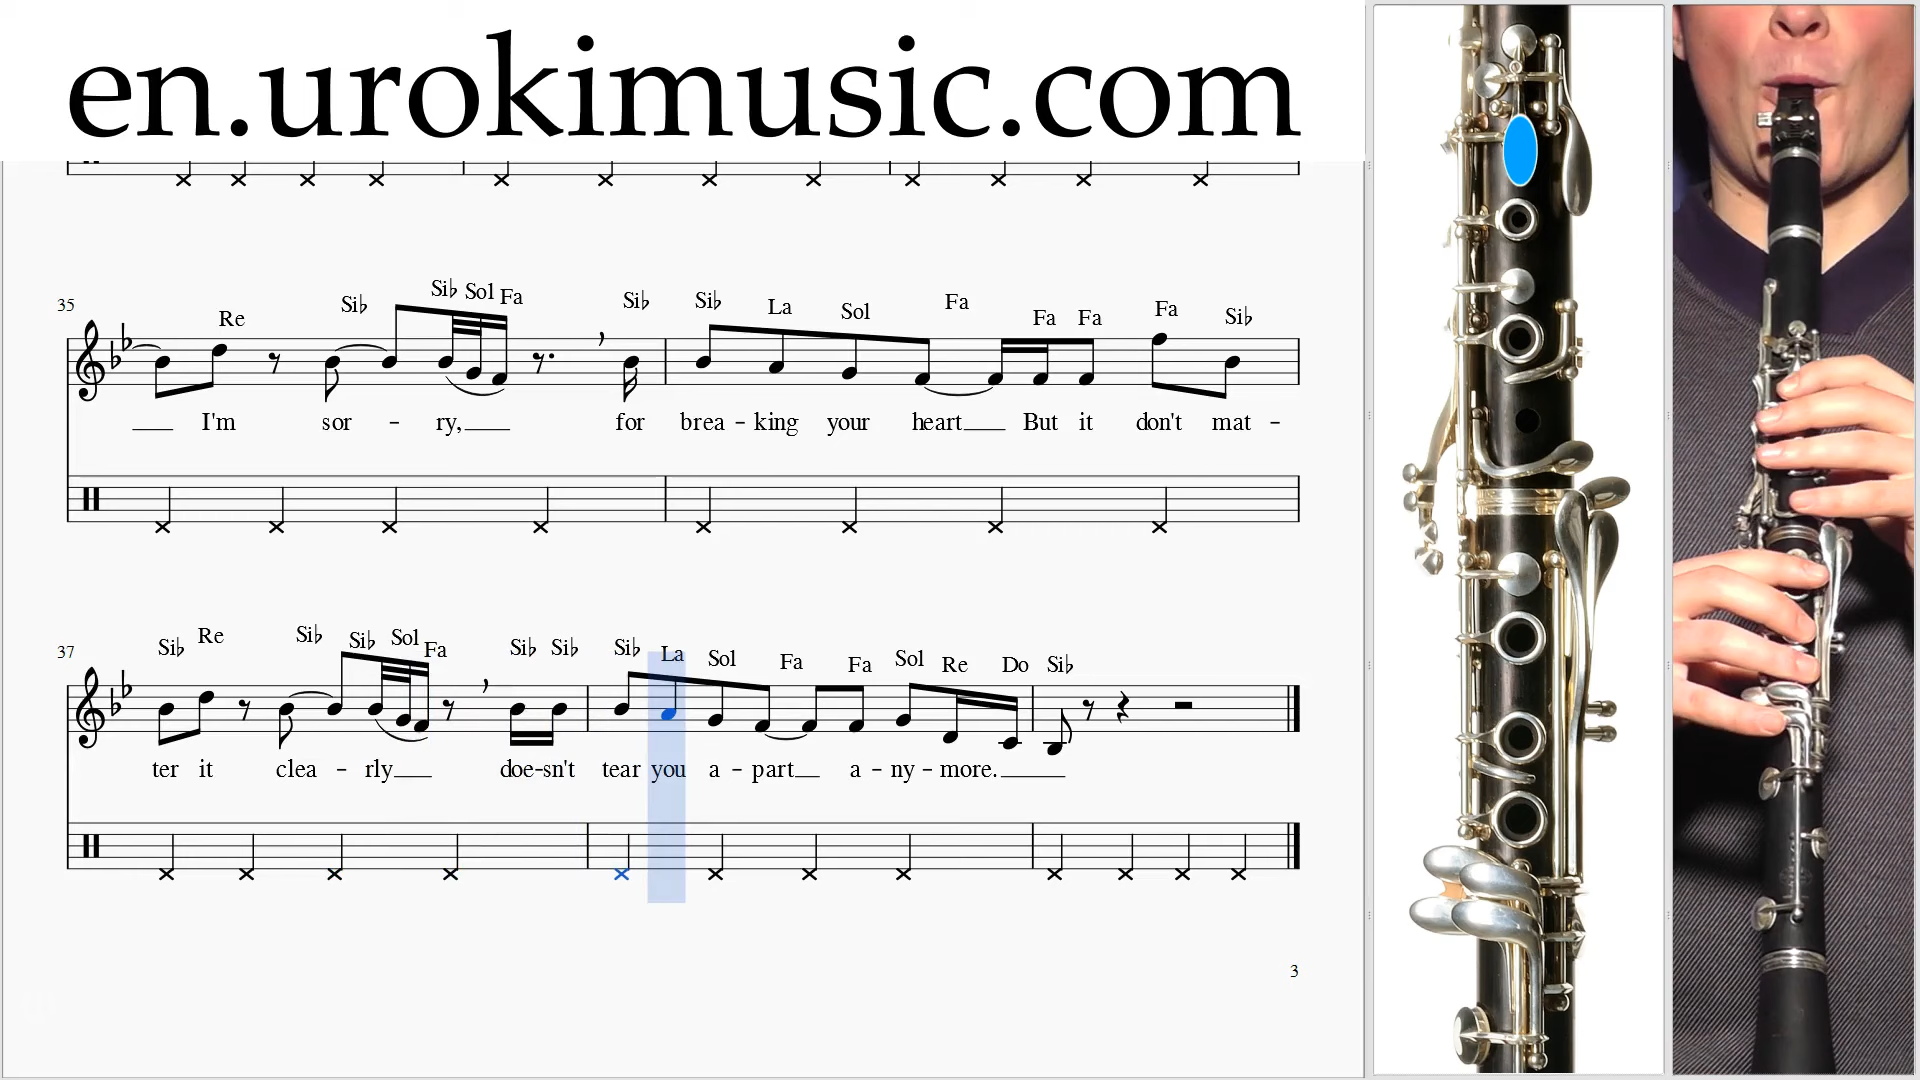 en.urokimusic.com
35
Re Si♭ Si♭ Sol Fa Si♭ Si♭ La Sol Fa Fa Fa Fa Si♭
I'm sor - ry, for brea - king your heart But it don't mat -
37
Si♭ Re Si♭ Si♭ Sol Fa Si♭ Si♭ Si♭ La Sol Fa Fa Sol Re Do Si♭
ter it clea - rly doe-sn't tear you a - part a - ny - more.
3